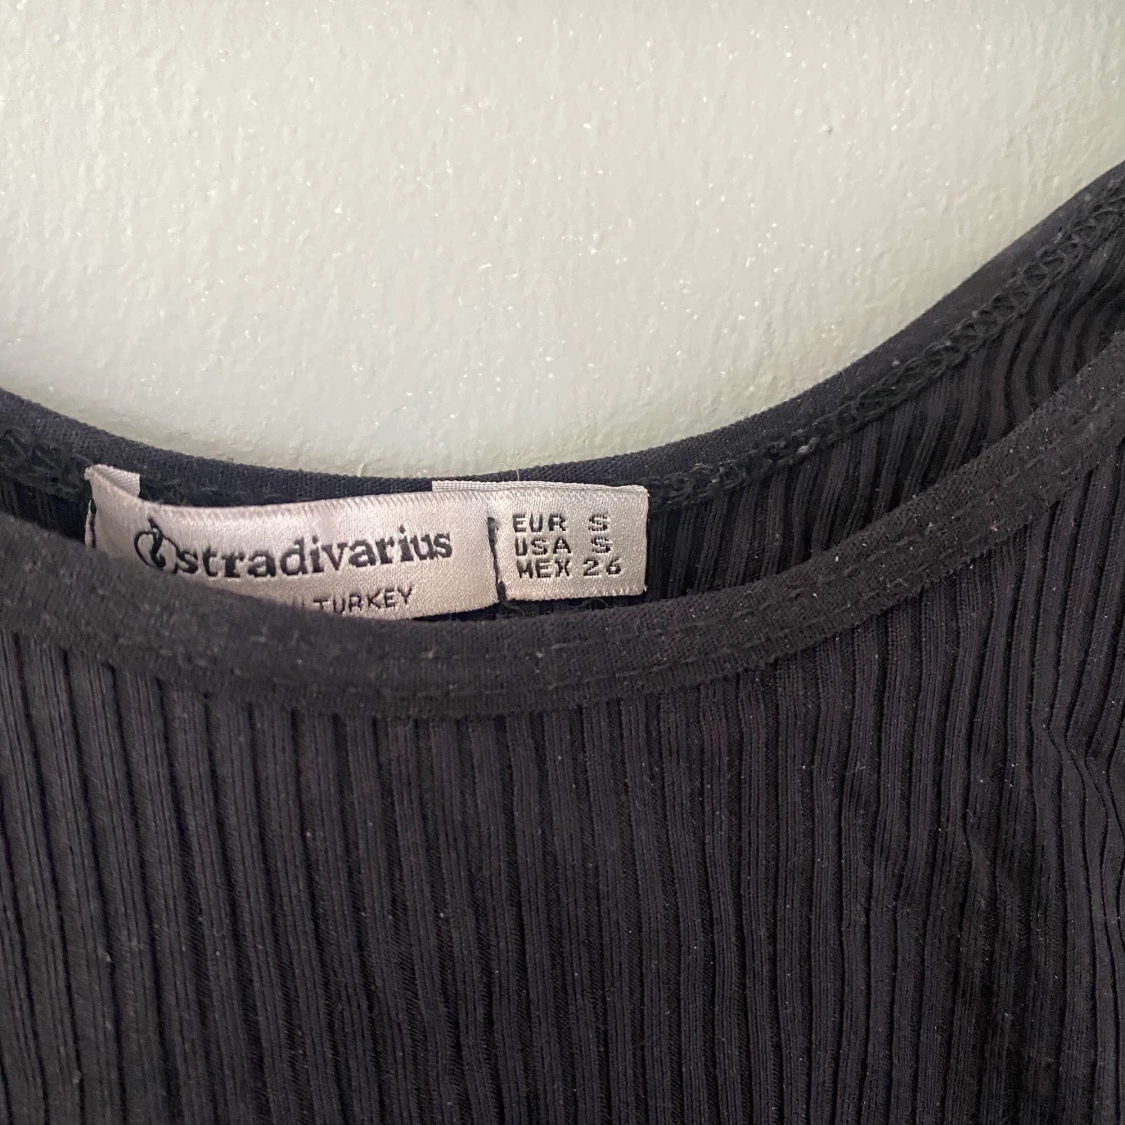 stradivarius
TURKEY
EUR S
USA S
MEX 26